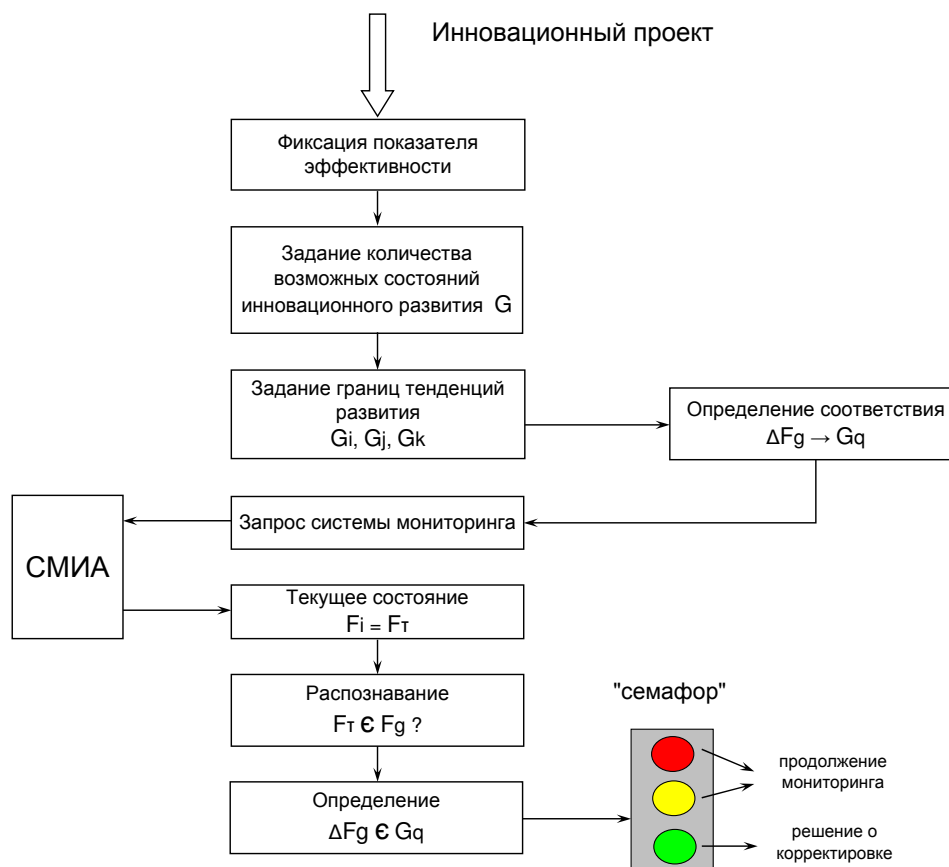 Инновационный проект
Фиксация показателя
эффективности
Задание количества
возможных состояний
инновационного развития G
Задание границ тенденций
развития
Gi, Gj, Gk
Определение соответствия
ΔFg → Gq
Запрос системы мониторинга
СМИА
Текущее состояние
Fi = Fт
Распознавание
Fт Є Fg ?
Определение
ΔFg Є Gq
"семафор"
продолжение
мониторинга
решение о
корректировке